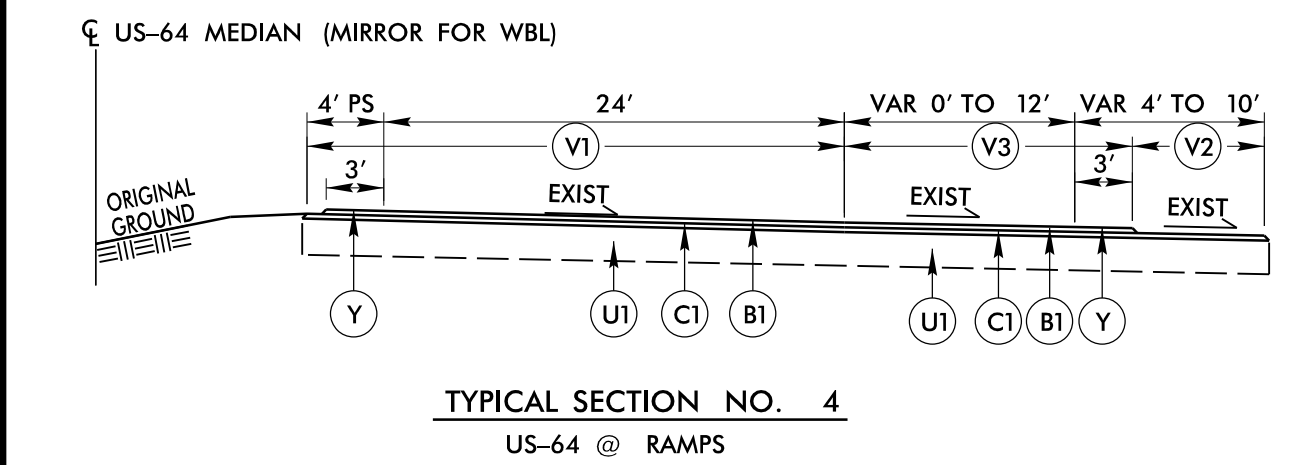 ℄ US–64 MEDIAN (MIRROR FOR WBL)
4' PS 24' VAR 0' TO 12' VAR 4' TO 10'
V1 V3 V2
3' 3'
ORIGINAL GROUND
EXIST EXIST EXIST
Y U1 C1 B1 U1 C1 B1 Y
TYPICAL SECTION NO. 4
US–64 @ RAMPS